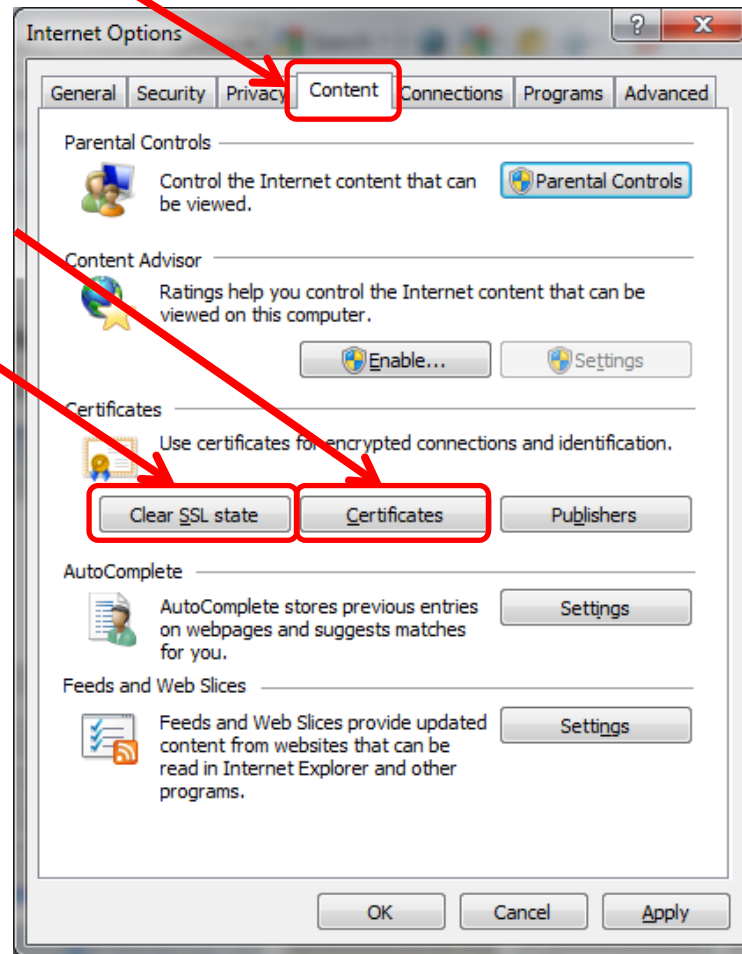 Internet Options
?
X
General Security Privacy Content Connections Programs Advanced
Parental Controls
Control the Internet content that can
be viewed.
Parental Controls
Content Advisor
Ratings help you control the Internet content that can be
viewed on this computer.
Enable... Settings
Certificates
Use certificates for encrypted connections and identification.
Clear SSL state Certificates Publishers
AutoComplete
AutoComplete stores previous entries
on webpages and suggests matches
for you.
Settings
Feeds and Web Slices
Feeds and Web Slices provide updated
content from websites that can be
read in Internet Explorer and other
programs.
Settings
OK Cancel Apply